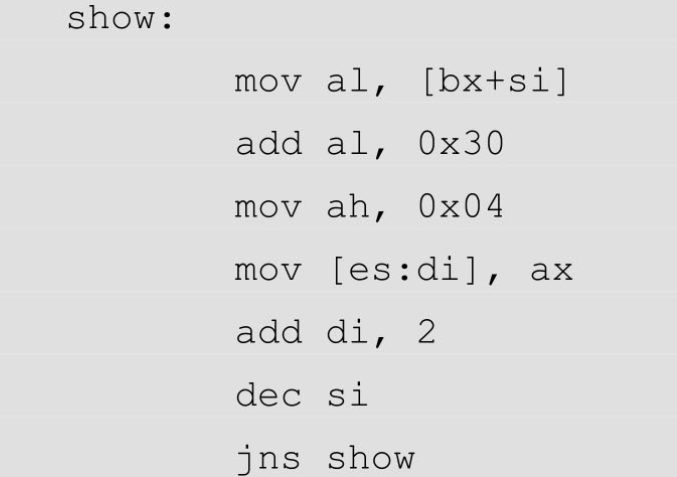 show:
mov al, [bx+si]
add al, 0x30
mov ah, 0x04
mov [es:di], ax
add di, 2
dec si
jns show